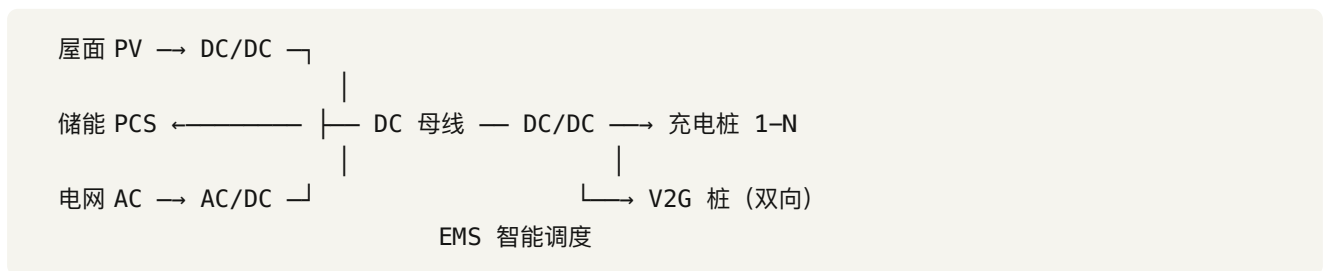 屋面 PV —→ DC/DC —┐
│
储能 PCS ←———————— ├── DC 母线 —— DC/DC ——→ 充电桩 1-N
│ │
电网 AC —→ AC/DC —┘ └——→ V2G 桩（双向）
EMS 智能调度